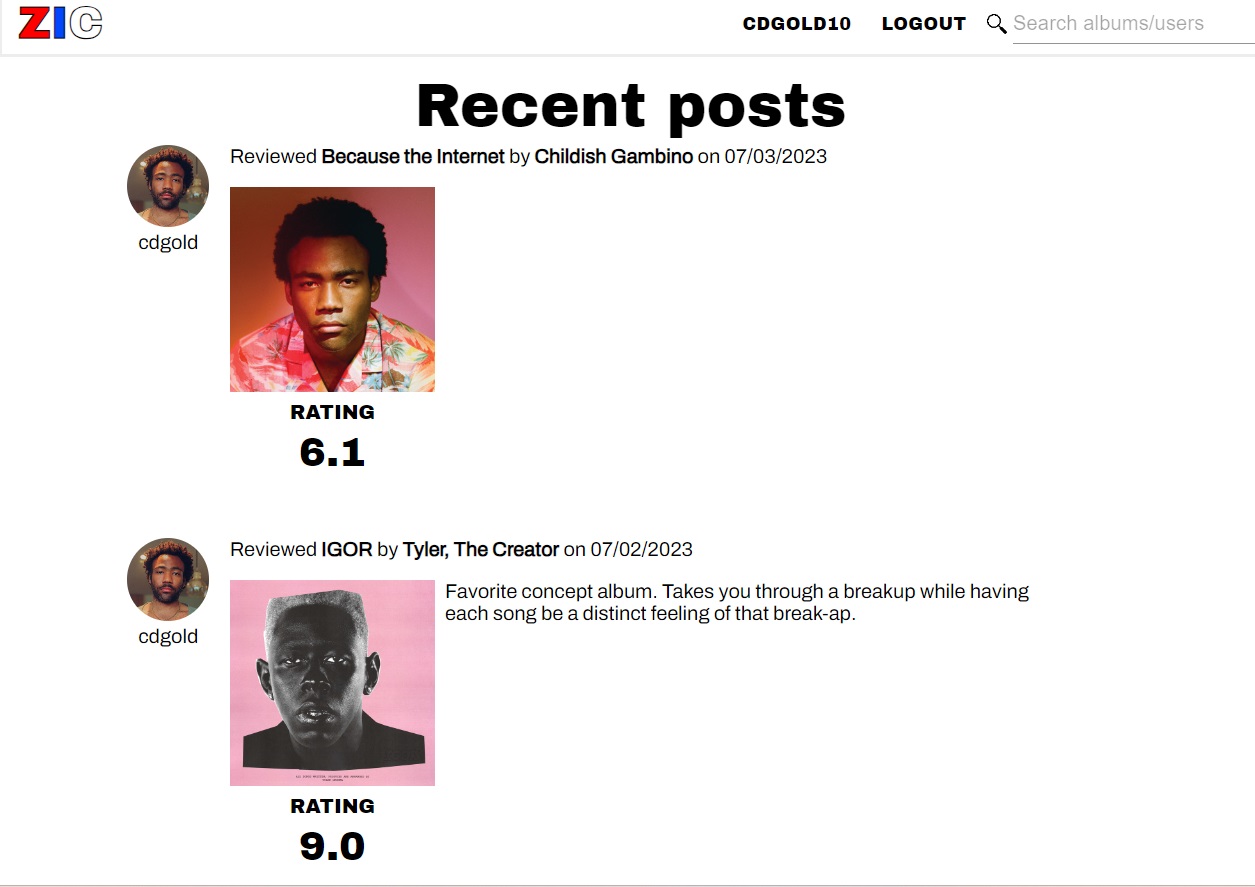 ZIC
CDGOLD10 LOGOUT Search albums/users
Recent posts
Reviewed Because the Internet by Childish Gambino on 07/03/2023
cdgold
RATING
6.1
Reviewed IGOR by Tyler, The Creator on 07/02/2023
cdgold
Favorite concept album. Takes you through a breakup while having
each song be a distinct feeling of that break-ap.
RATING
9.0